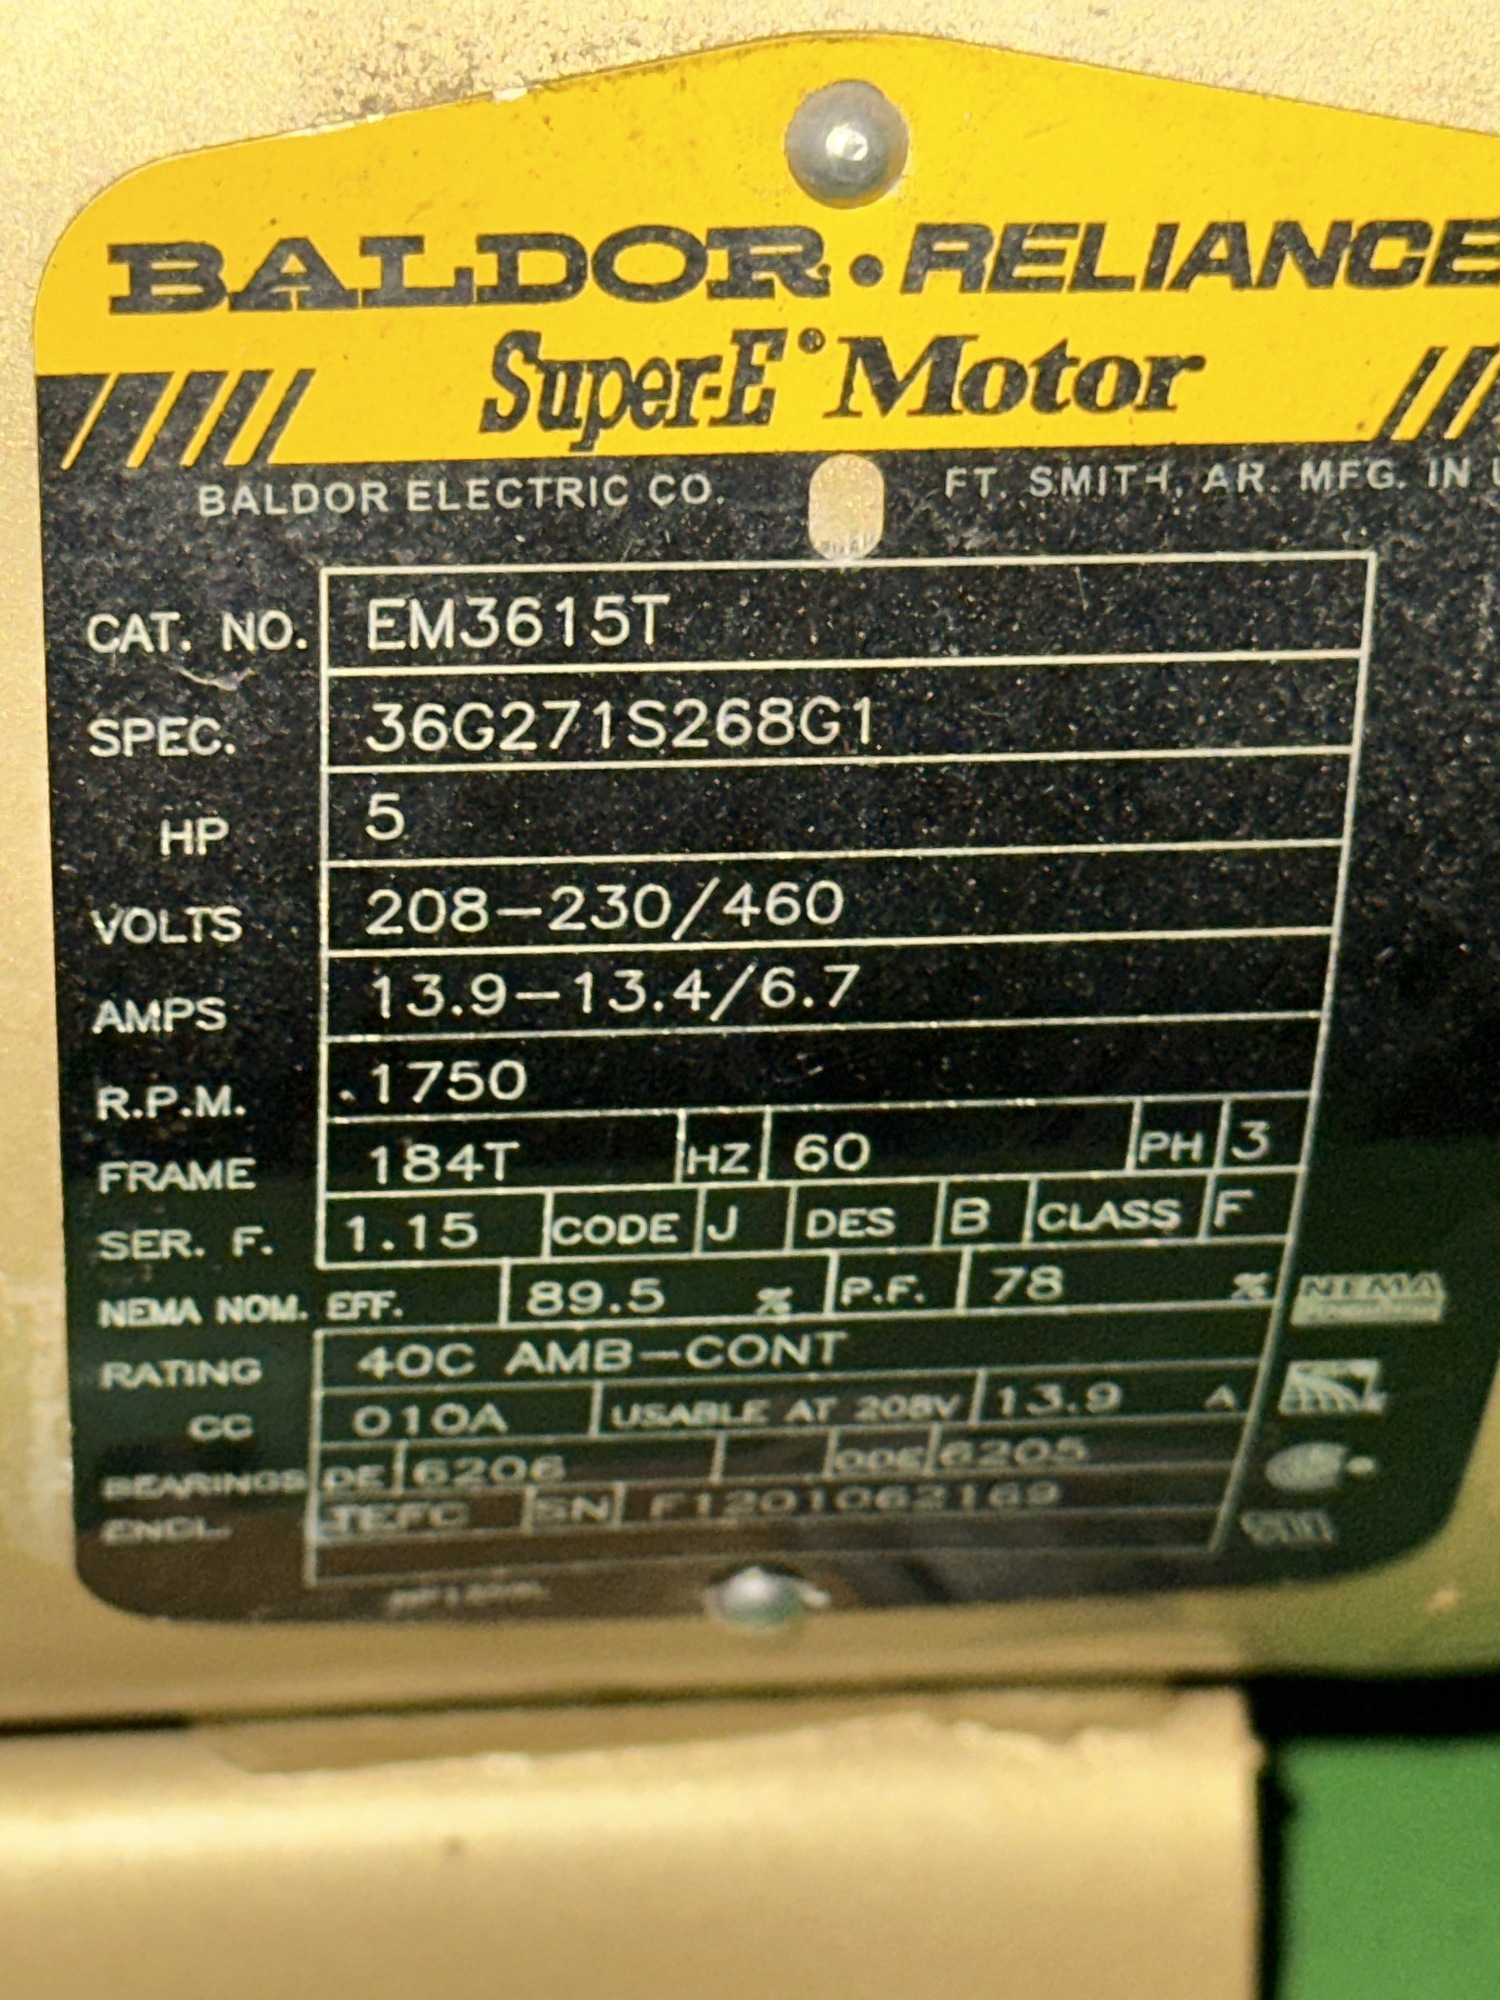 BALDOR • RELIANCE
Super-E® Motor
BALDOR ELECTRIC CO. FT. SMITH, AR. MFG. IN
CAT. NO. EM3615T
SPEC. 36G271S268G1
HP 5
VOLTS 208-230/460
AMPS 13.9-13.4/6.7
R.P.M. 1750
FRAME 184T HZ 60 PH 3
SER. F. 1.15 CODE J DES B CLASS F
NEMA NOM. EFF. 89.5 % P.F. 78 %
NEMA
RATING 40C AMB-CONT
CC 010A USABLE AT 208V 13.9 A
BEARINGS DE 6206 ODE 6205
ENCL. TEFC SN F1201062169